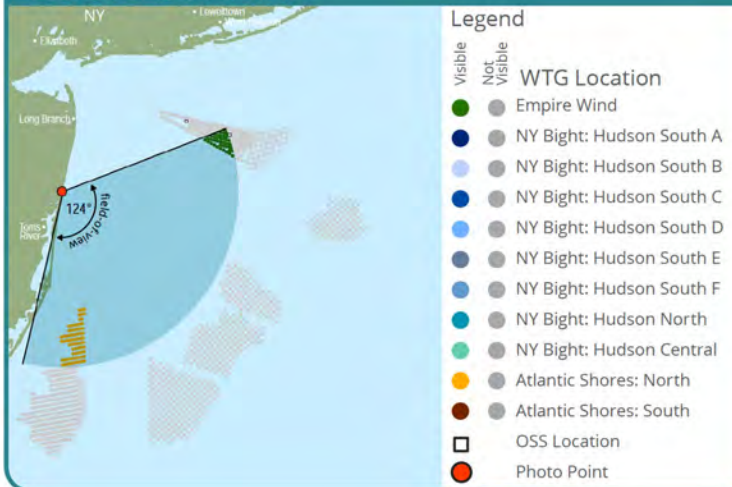 NY
Elizabeth
Long Branch
124°
field-of-view
Toms
River
Legend
Visible
Not
Visible
WTG Location
Empire Wind
NY Bight: Hudson South A
NY Bight: Hudson South B
NY Bight: Hudson South C
NY Bight: Hudson South D
NY Bight: Hudson South E
NY Bight: Hudson South F
NY Bight: Hudson North
NY Bight: Hudson Central
Atlantic Shores: North
Atlantic Shores: South
OSS Location
Photo Point